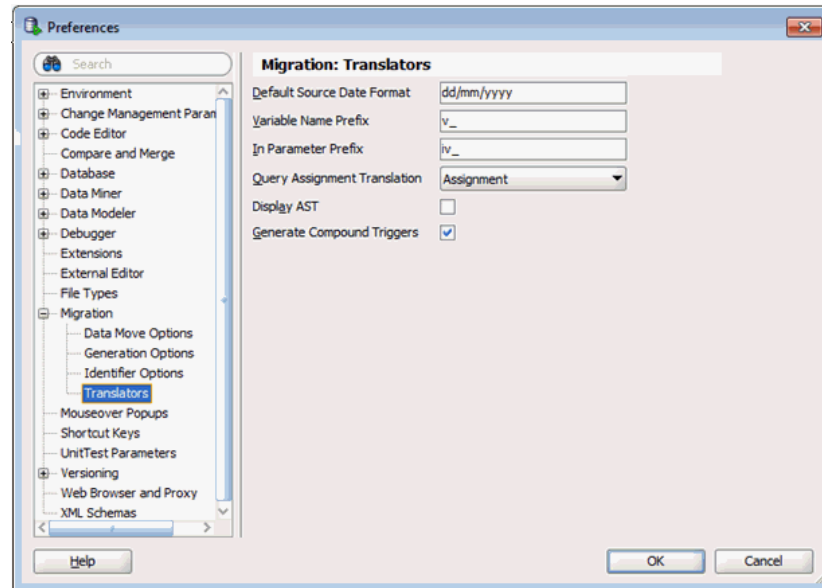 Preferences
Search
Environment
Change Management Param
Code Editor
Compare and Merge
Database
Data Miner
Data Modeler
Debugger
Extensions
External Editor
File Types
Migration
Data Move Options
Generation Options
Identifier Options
Translators
Mouseover Popups
Shortcut Keys
UnitTest Parameters
Versioning
Web Browser and Proxy
XML Schemas
Migration: Translators
Default Source Date Format dd/mm/yyyy
Variable Name Prefix v_
In Parameter Prefix iv_
Query Assignment Translation Assignment
Display AST
Generate Compound Triggers
Help
OK
Cancel